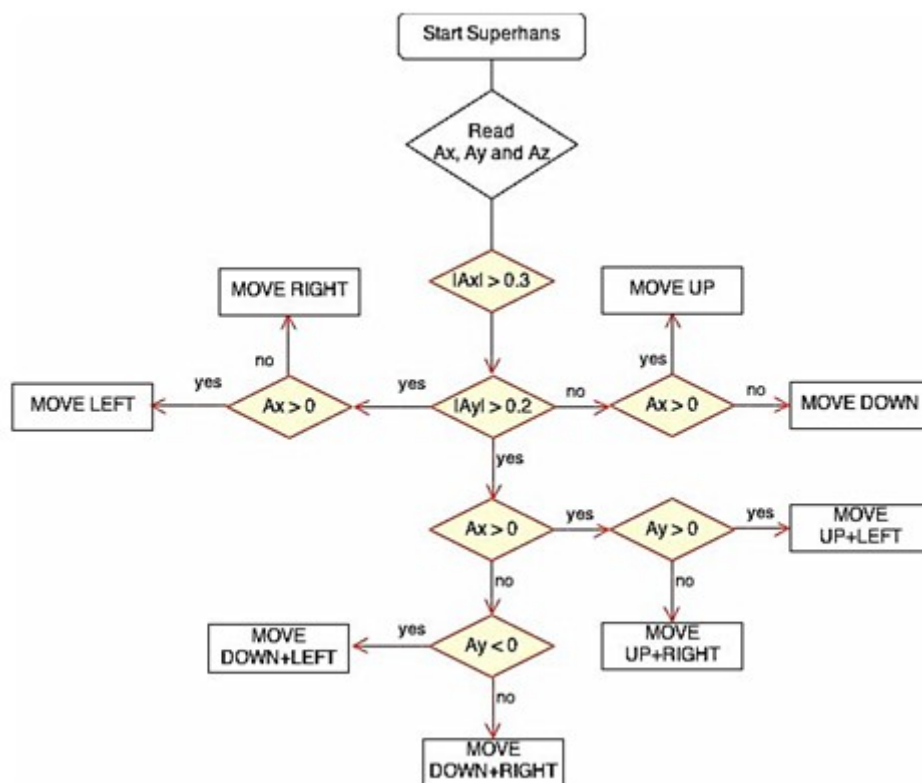 Start Superhans
Read
Ax, Ay and Az
|Ax| > 0.3
MOVE RIGHT
MOVE UP
no
yes
yes
yes
no
no
MOVE LEFT
Ax > 0
|Ay| > 0.2
Ax > 0
MOVE DOWN
yes
Ax > 0
yes
Ay > 0
yes
MOVE
UP+LEFT
no
no
MOVE
DOWN+LEFT
yes
Ay < 0
MOVE
UP+RIGHT
no
MOVE
DOWN+RIGHT